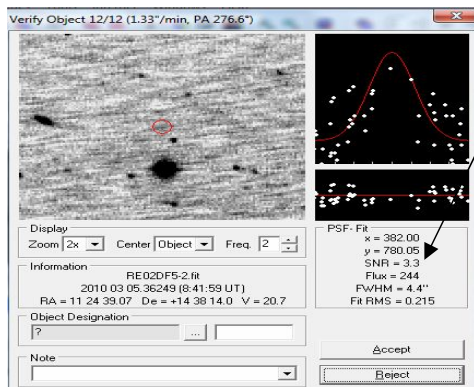 Verify Object 12/12 (1.33"/min, PA 276.6°)
Display
Zoom 2x Center Object Freq. 2
Information
RE02DF5-2.fit
2010 03 05.36249 (8:41:59 UT)
RA = 11 24 39.07 De = +14 38 14.0 V = 20.7
Object Designation
? ...
Note
PSF- Fit
x = 382.00
y = 780.05
SNR = 3.3
Flux = 244
FWHM = 4.4"
Fit RMS = 0.215
Accept
Reject